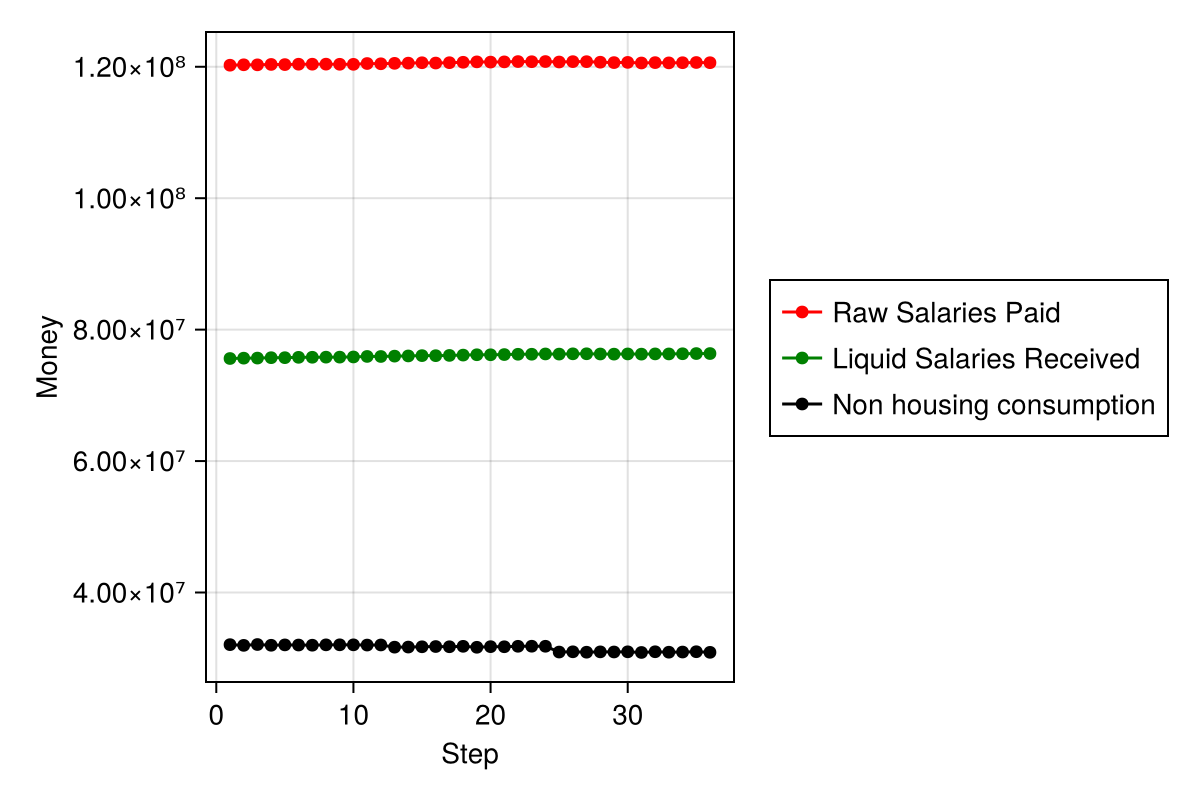 1.20×10⁸
1.00×10⁸
8.00×10⁷
6.00×10⁷
4.00×10⁷
Money
0 10 20 30
Step
Raw Salaries Paid
Liquid Salaries Received
Non housing consumption